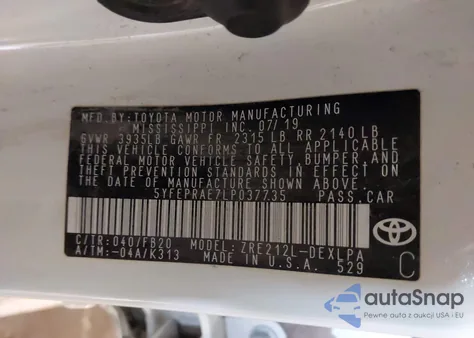 MFD.BY:TOYOTA MOTOR MANUFACTURING
MISSISSIPPI INC. 07/19
GVWR 3935LB GAWR FR 2315 LB RR 2140 LB
THIS VEHICLE CONFORMS TO ALL APPLICABLE
FEDERAL MOTOR VEHICLE SAFETY,BUMPER,AND
THEFT PREVENTION STANDARDS IN EFFECT ON
THE DATE OF MANUFACTURE SHOWN ABOVE.
5YFEPRAE7LP037735 PASS.CAR
C/TR:040/FB20 MODEL:ZRE212L-DEXLPA
A/TM:-04A/K313 MADE IN U.S.A. 529
C
autaSnap
Pewne auta z aukcji USA i EU